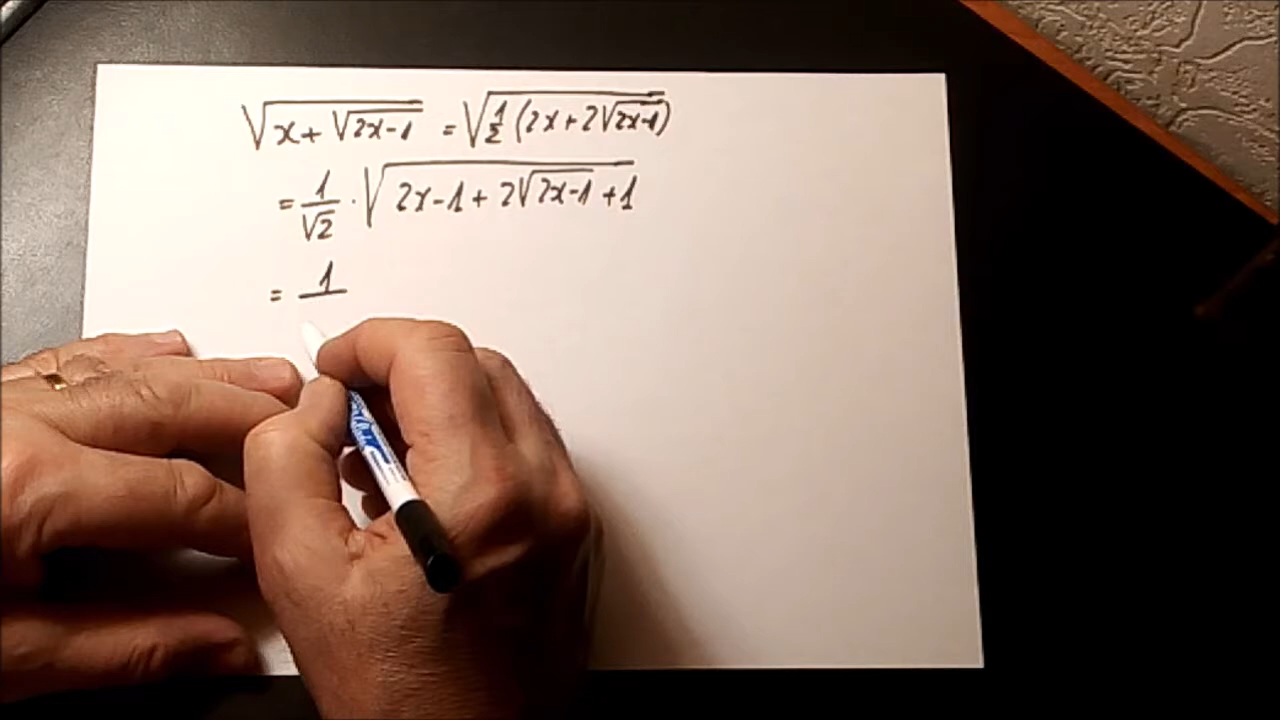 √(x + √(2x-1)) = √(1/2 (2x + 2√(2x-1)))
= 1/√2 · √(2x-1 + 2√(2x-1) + 1)
= 1